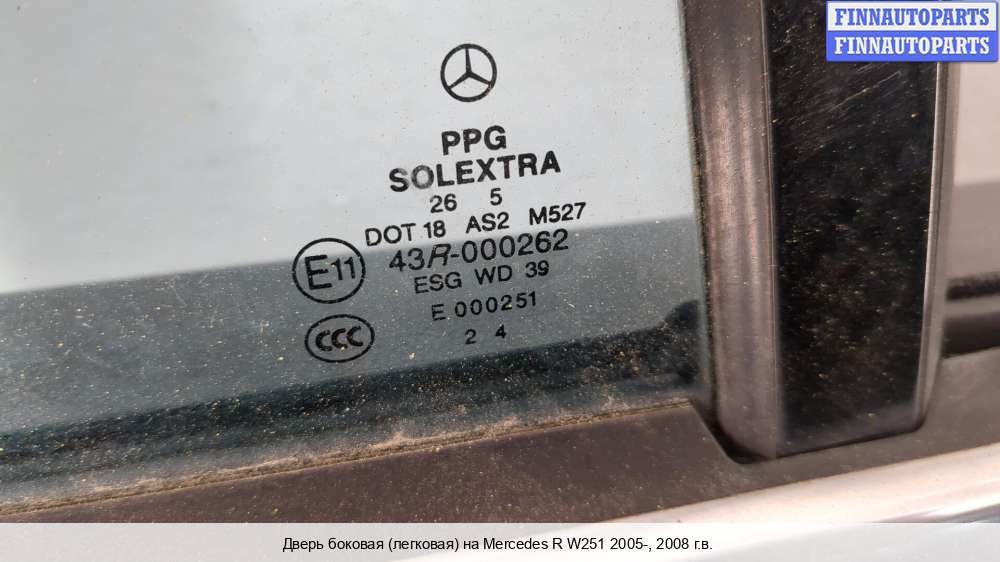 FINNAUTOPARTS
FINNAUTOPARTS
PPG
SOLEXTRA
26 5
DOT 18 AS2 M527
E11 43R-000262
ESG WD 39
E 000251
CCC
2 4
Дверь боковая (легковая) на Mercedes R W251 2005-, 2008 г.в.